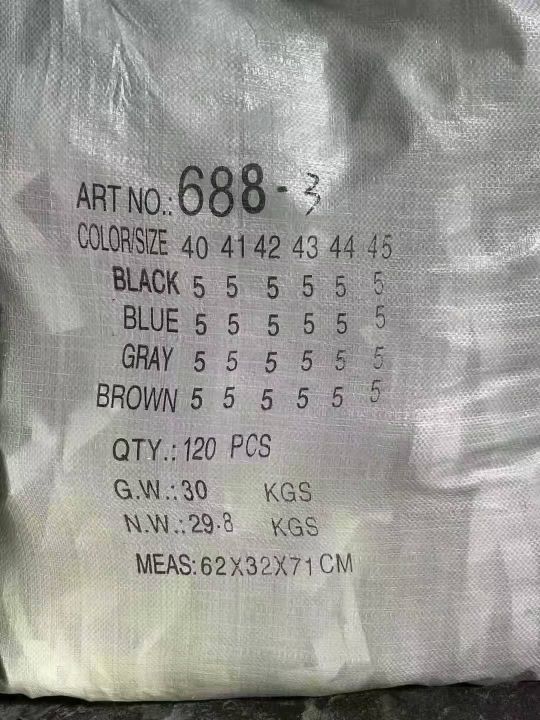 ART NO.: 688-3
COLOR/SIZE 40 41 42 43 44 45
BLACK 5 5 5 5 5 5
BLUE 5 5 5 5 5 5
GRAY 5 5 5 5 5 5
BROWN 5 5 5 5 5 5
QTY.: 120 PCS
G.W.: 30 KGS
N.W.: 29.8 KGS
MEAS: 62X32X71CM